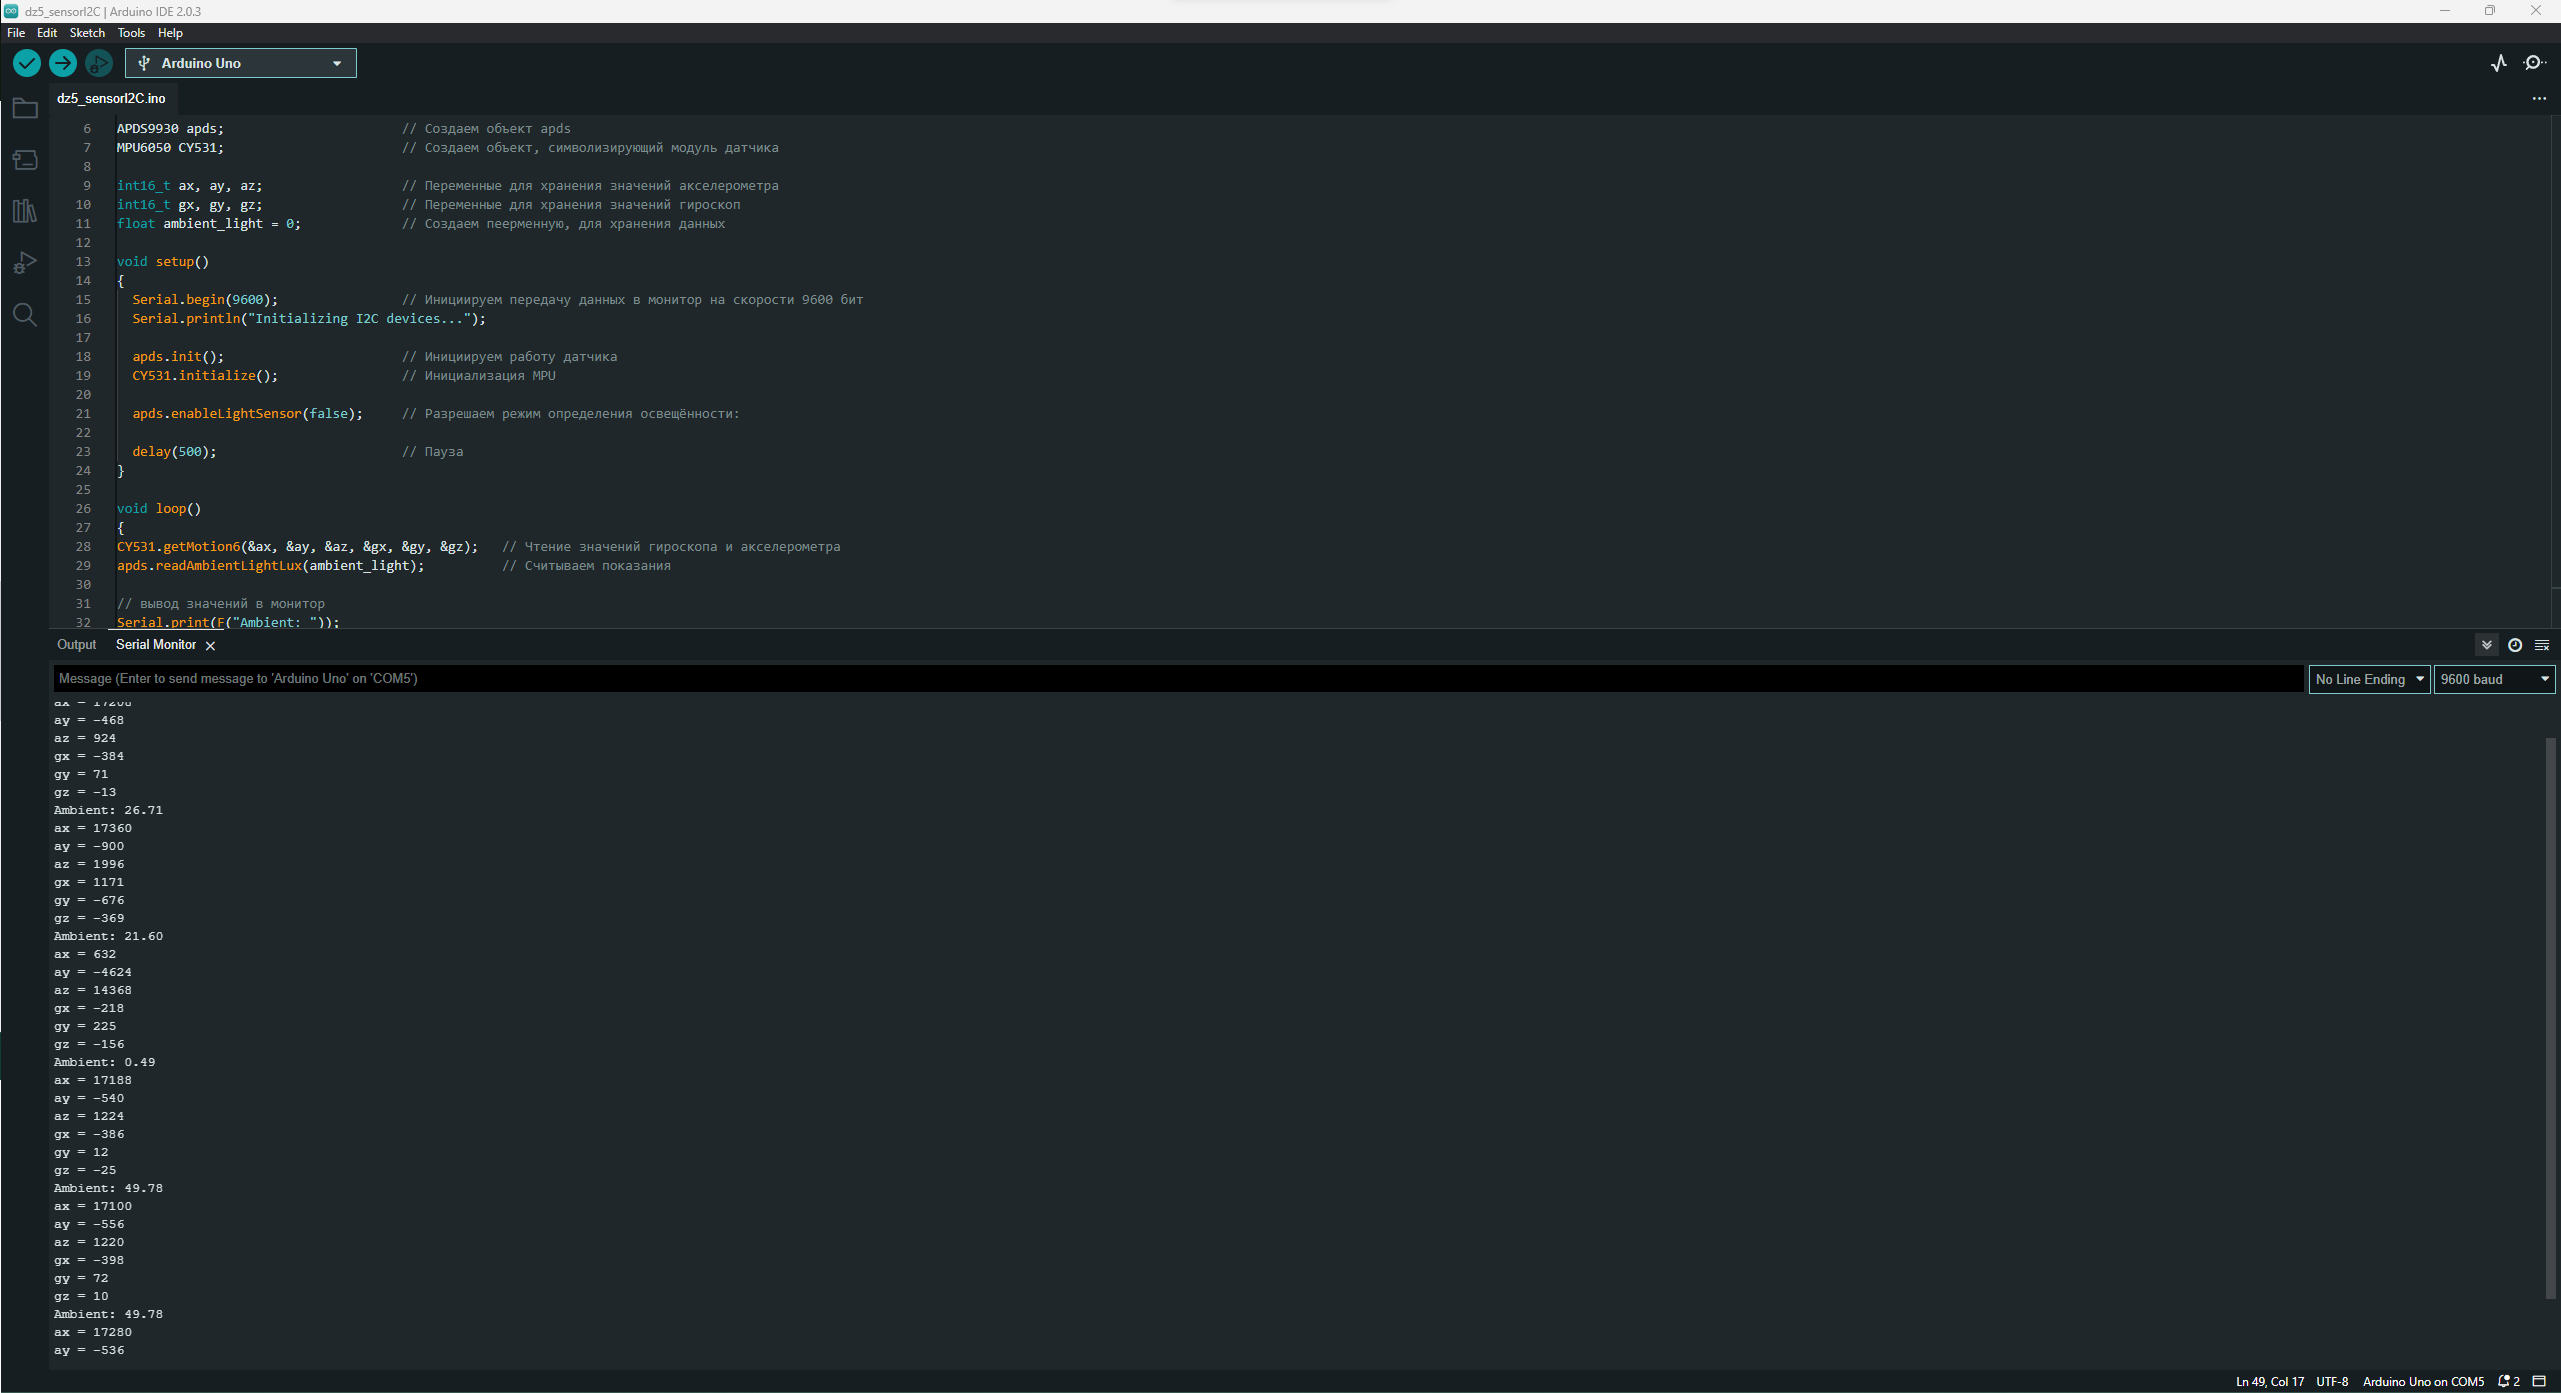 dz5_sensorI2C | Arduino IDE 2.0.3
File Edit Sketch Tools Help
Arduino Uno
dz5_sensorI2C.ino
6 APDS9930 apds; // Создаем объект apds
7 MPU6050 CY531; // Создаем объект, символизирующий модуль датчика
8
9 int16_t ax, ay, az; // Переменные для хранения значений акселерометра
10 int16_t gx, gy, gz; // Переменные для хранения значений гироскоп
11 float ambient_light = 0; // Создаем пеерменную, для хранения данных
12
13 void setup()
14 {
15 Serial.begin(9600); // Инициируем передачу данных в монитор на скорости 9600 бит
16 Serial.println("Initializing I2C devices...");
17
18 apds.init(); // Инициируем работу датчика
19 CY531.initialize(); // Инициализация MPU
20
21 apds.enableLightSensor(false); // Разрешаем режим определения освещённости:
22
23 delay(500); // Пауза
24 }
25
26 void loop()
27 {
28 CY531.getMotion6(&ax, &ay, &az, &gx, &gy, &gz); // Чтение значений гироскопа и акселерометра
29 apds.readAmbientLightLux(ambient_light); // Считываем показания
30
31 // вывод значений в монитор
32 Serial.print(F("Ambient: "));
Output Serial Monitor
Message (Enter to send message to 'Arduino Uno' on 'COM5') No Line Ending 9600 baud
ax = 17208
ay = -468
az = 924
gx = -384
gy = 71
gz = -13
Ambient: 26.71
ax = 17360
ay = -900
az = 1996
gx = 1171
gy = -676
gz = -369
Ambient: 21.60
ax = 632
ay = -4624
az = 14368
gx = -218
gy = 225
gz = -156
Ambient: 0.49
ax = 17188
ay = -540
az = 1224
gx = -386
gy = 12
gz = -25
Ambient: 49.78
ax = 17100
ay = -556
az = 1220
gx = -398
gy = 72
gz = 10
Ambient: 49.78
ax = 17280
ay = -536
Ln 49, Col 17 UTF-8 Arduino Uno on COM5 2